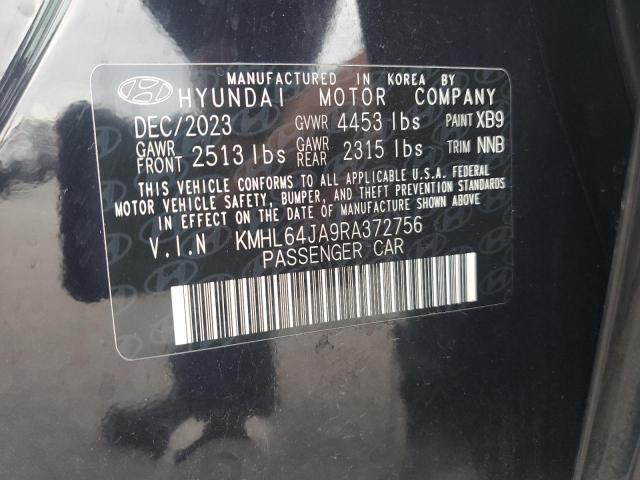 MANUFACTURED IN KOREA BY
HYUNDAI MOTOR COMPANY
DEC/2023 GVWR 4453 lbs PAINT XB9
GAWR FRONT 2513 lbs GAWR REAR 2315 lbs TRIM NNB
THIS VEHICLE CONFORMS TO ALL APPLICABLE U.S.A. FEDERAL
MOTOR VEHICLE SAFETY, BUMPER, AND THEFT PREVENTION STANDARDS
IN EFFECT ON THE DATE OF MANUFACTURE SHOWN ABOVE
V.I.N KMHL64JA9RA372756
PASSENGER CAR